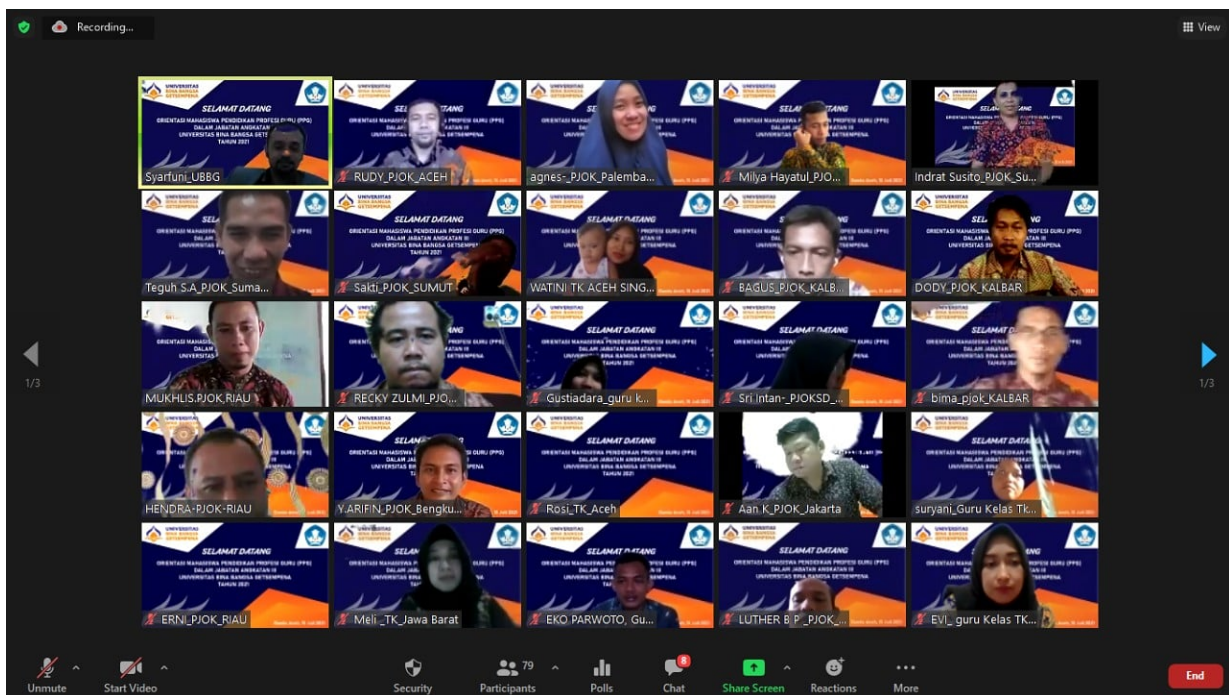 Recording...
View
UNIVERSITAS
BINA BANGSA
GETSEMPENA
SELAMAT DATANG
ORIENTASI MAHASISWA PENDIDIKAN PROFESI GURU (PPG)
DALAM JABATAN ANGKATAN III
UNIVERSITAS BINA BANGSA GETSEMPENA
TAHUN 2021
Syarfuni_UBBG
RUDY_PJOK_ACEH
agnes-_PJOK_Palemba...
Milya Hayatul_PJO...
Indrat Susito_PJOK_Su...
Teguh S.A_PJOK_Suma...
Sakti_PJOK_SUMUT
WATINI TK ACEH SING...
BAGUS_PJOK_KALB...
DODY_PJOK_KALBAR
1/3
MUKHLIS.PJOK,RIAU
RECKY ZULMI_PJO...
Gustiadara_guru k...
Sri Intan-_PJOKSD_...
bima_pjok_KALBAR
1/3
HENDRA-PJOK-RIAU
Y.ARIFIN_PJOK_Bengku...
Rosi_TK_Aceh
Aan K_PJOK_Jakarta
suryani_Guru Kelas Tk...
ERNI_PJOK_RIAU
Meli _TK_Jawa Barat
EKO PARWOTO, Gu...
LUTHER B.P _PJOK_...
EVI_ guru Kelas TK...
Unmute
Start Video
Security
Participants
79
Polls
Chat
8
Share Screen
Reactions
More
End